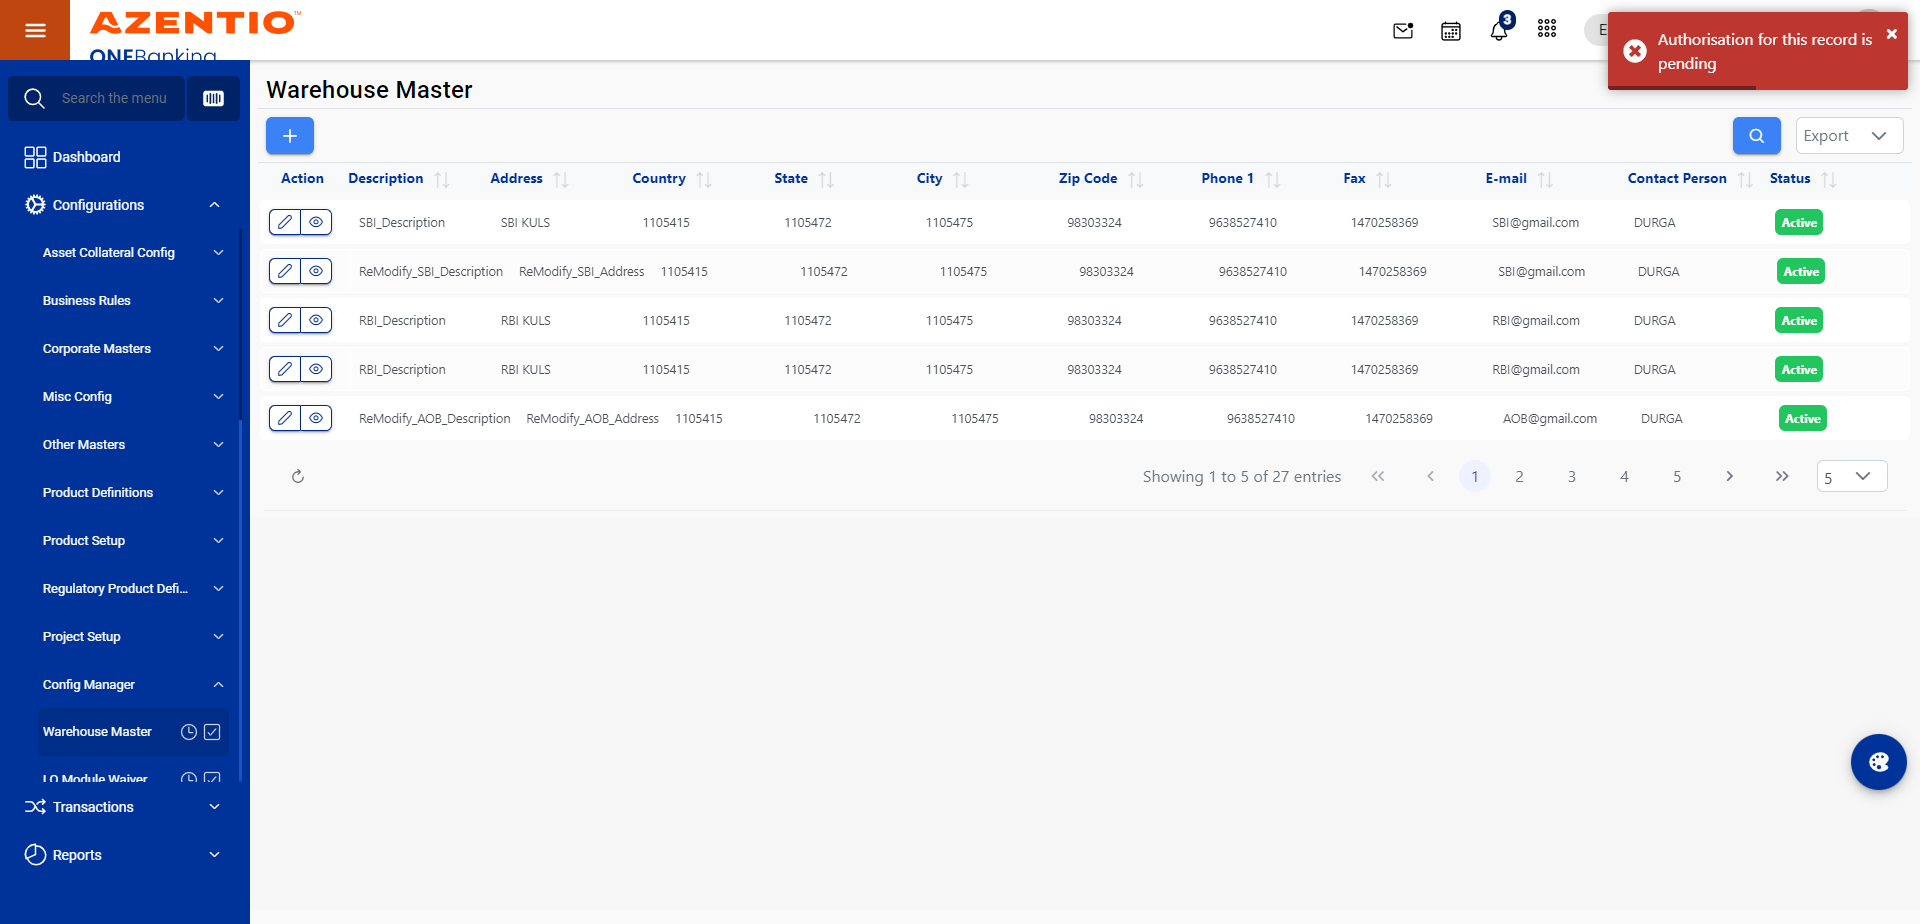 AZENTIO™
ONEBanking
3
E
Authorisation for this record is
pending
Search the menu
Dashboard
Configurations
Asset Collateral Config
Business Rules
Corporate Masters
Misc Config
Other Masters
Product Definitions
Product Setup
Regulatory Product Defi...
Project Setup
Config Manager
Warehouse Master
LO Module Waiver
Transactions
Reports
Warehouse Master
Export
Action Description Address Country State City Zip Code Phone 1 Fax E-mail Contact Person Status
SBI_Description SBI KULS 1105415 1105472 1105475 98303324 9638527410 1470258369 SBI@gmail.com DURGA Active
ReModify_SBI_Description ReModify_SBI_Address 1105415 1105472 1105475 98303324 9638527410 1470258369 SBI@gmail.com DURGA Active
RBI_Description RBI KULS 1105415 1105472 1105475 98303324 9638527410 1470258369 RBI@gmail.com DURGA Active
RBI_Description RBI KULS 1105415 1105472 1105475 98303324 9638527410 1470258369 RBI@gmail.com DURGA Active
ReModify_AOB_Description ReModify_AOB_Address 1105415 1105472 1105475 98303324 9638527410 1470258369 AOB@gmail.com DURGA Active
Showing 1 to 5 of 27 entries 1 2 3 4 5 5